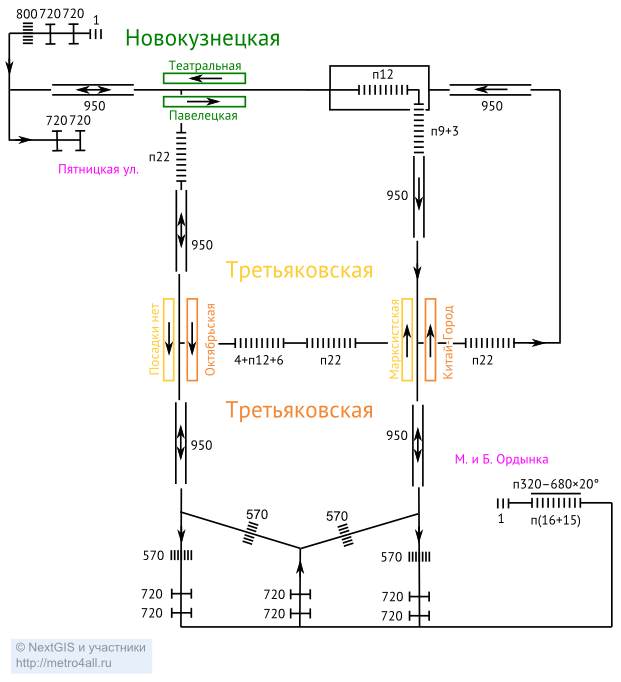 800 720 720 1
Новокузнецкая
Театральная
Павелецкая
950
п12
950
720 720
п22
п9+3
Пятницкая ул.
950
950
Третьяковская
Посадки нет
Октябрьская
4+п12+6
п22
Марксистская
Китай-Город
п22
Третьяковская
950
950
М. и Б. Ордынка
п320–680×20°
1
п(16+15)
570
570
570
570
720
720
720
720
720
720
© NextGIS и участники
http://metro4all.ru